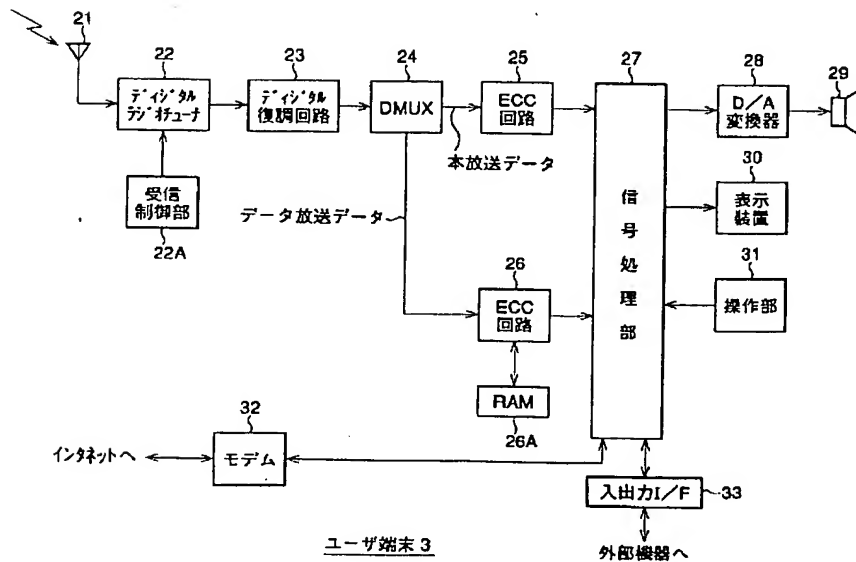 21
22
ディジタル
ラジオチューナ
23
ディジタル
復調回路
24
DMUX
25
ECC
回路
27
信号処理部
28
D/A
変換器
29
本放送データ
受信
制御部
22A
データ放送データ
30
表示
装置
26
ECC
回路
31
操作部
RAM
26A
32
モデム
インタネットへ
入出力I/F
33
ユーザ端末3
外部機器へ